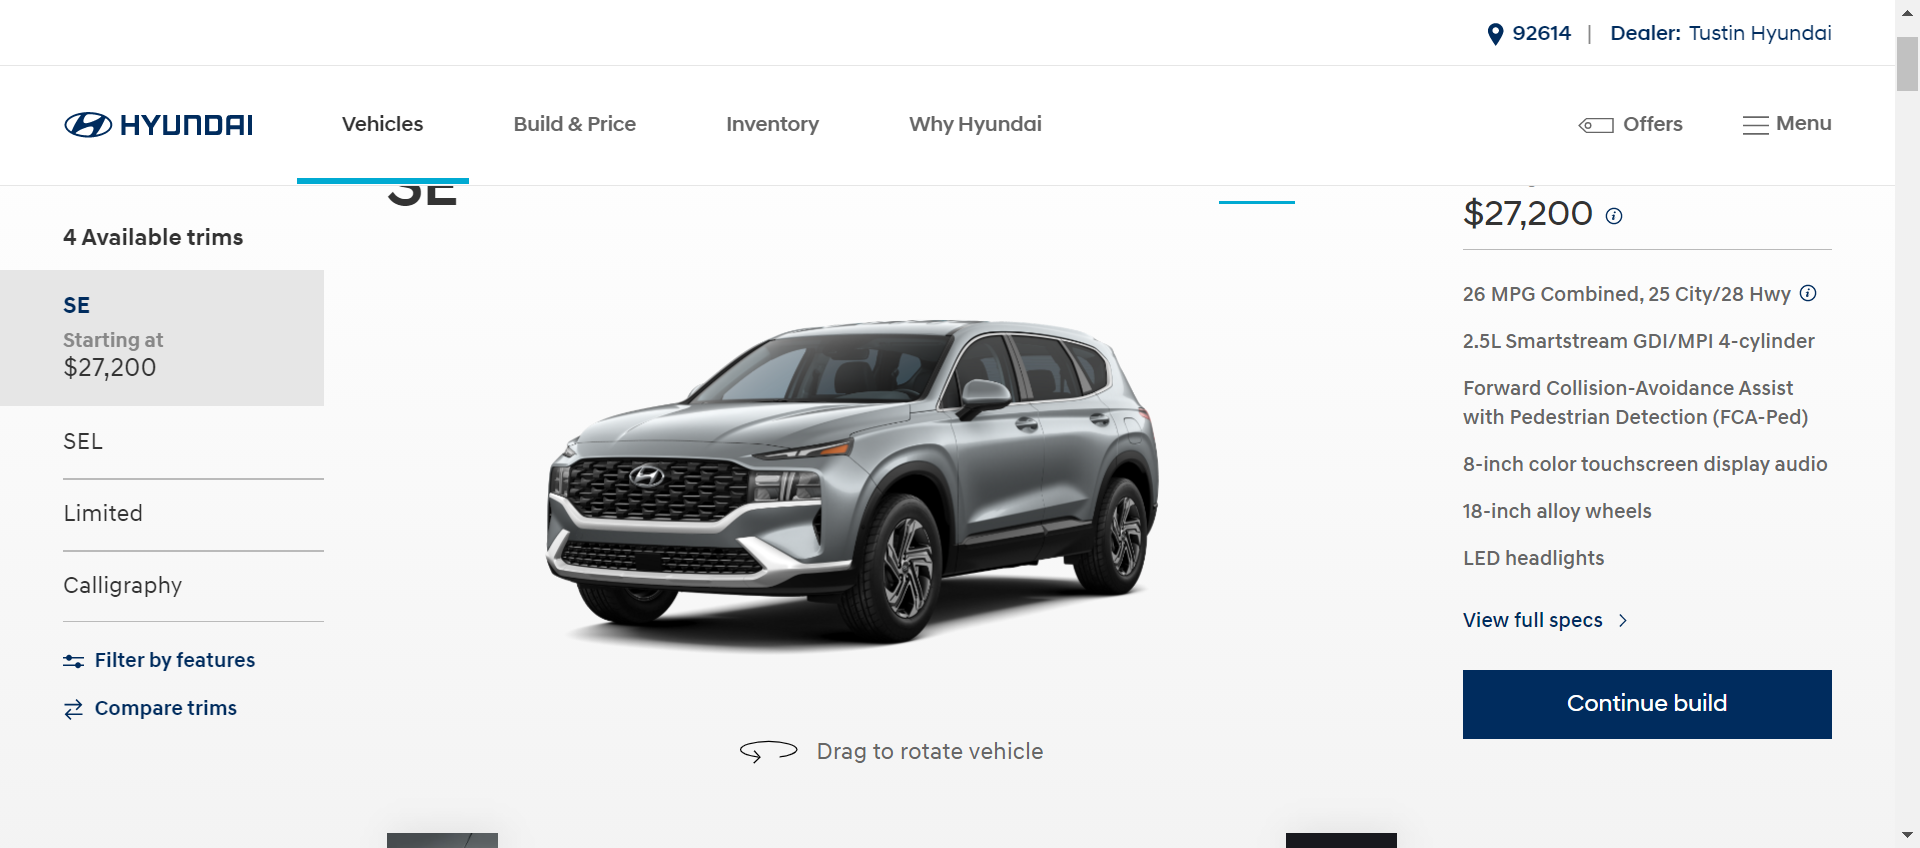 92614 | Dealer: Tustin Hyundai
HYUNDAI
Vehicles
Build & Price
Inventory
Why Hyundai
Offers
Menu
SE
4 Available trims
SE
Starting at
$27,200
SEL
Limited
Calligraphy
Filter by features
Compare trims
Drag to rotate vehicle
$27,200
26 MPG Combined, 25 City/28 Hwy
2.5L Smartstream GDI/MPI 4-cylinder
Forward Collision-Avoidance Assist
with Pedestrian Detection (FCA-Ped)
8-inch color touchscreen display audio
18-inch alloy wheels
LED headlights
View full specs
Continue build